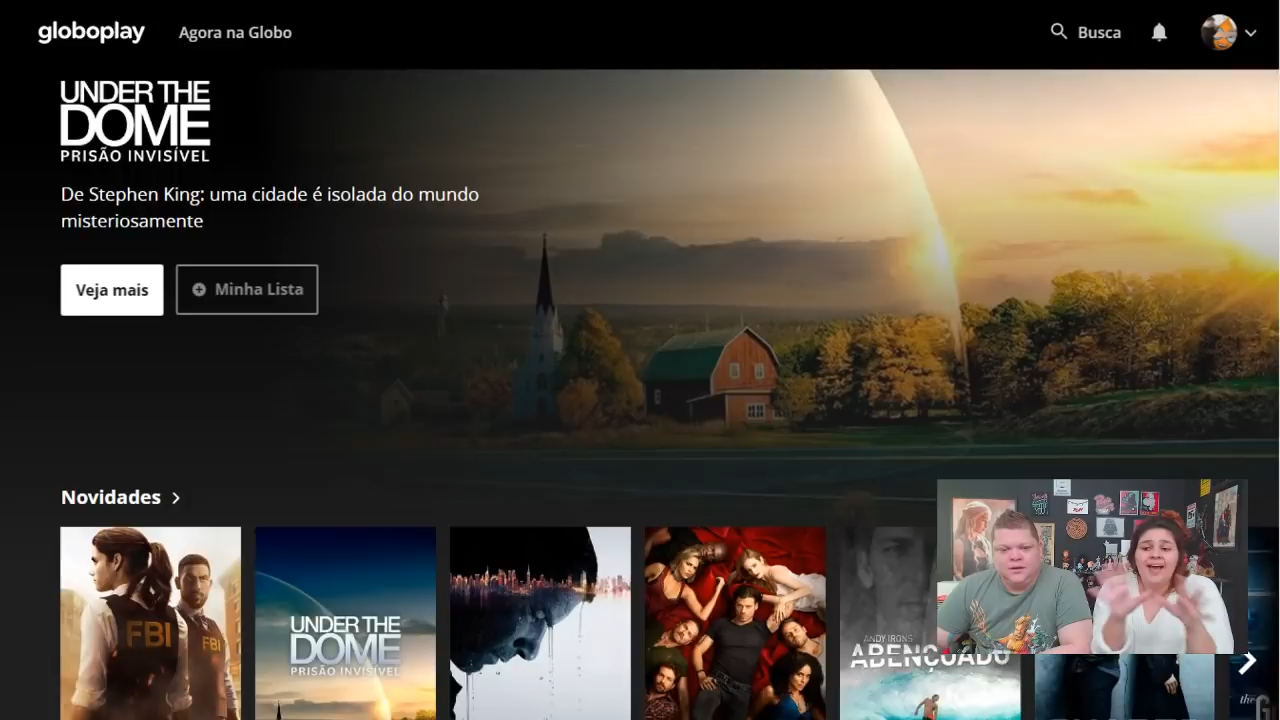 globoplay
Agora na Globo
Busca
UNDER THE
DOME
PRISÃO INVISÍVEL
De Stephen King: uma cidade é isolada do mundo
misteriosamente
Veja mais
Minha Lista
Novidades
FBI
FBI
UNDER THE
DOME
PRISÃO INVISÍVEL
ANDY IRONS
ABENÇOADO
the